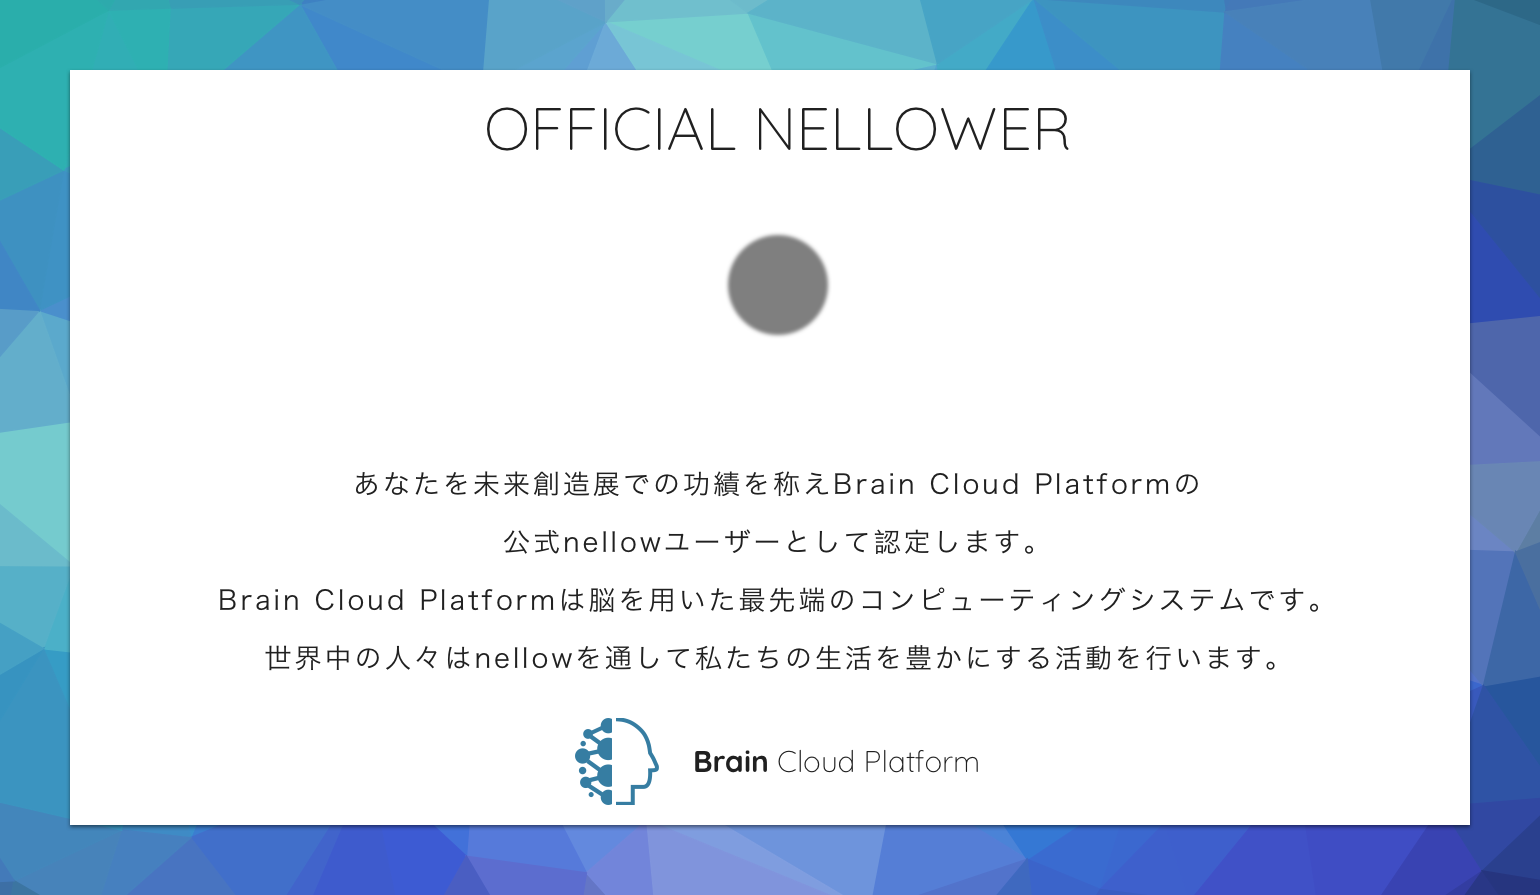 OFFICIAL NELLOWER
あなたを未来創造展での功績を称えBrain Cloud Platformの
公式nellowユーザーとして認定します。
Brain Cloud Platformは脳を用いた最先端のコンピューティングシステムです。
世界中の人々はnellowを通して私たちの生活を豊かにする活動を行います。
Brain Cloud Platform